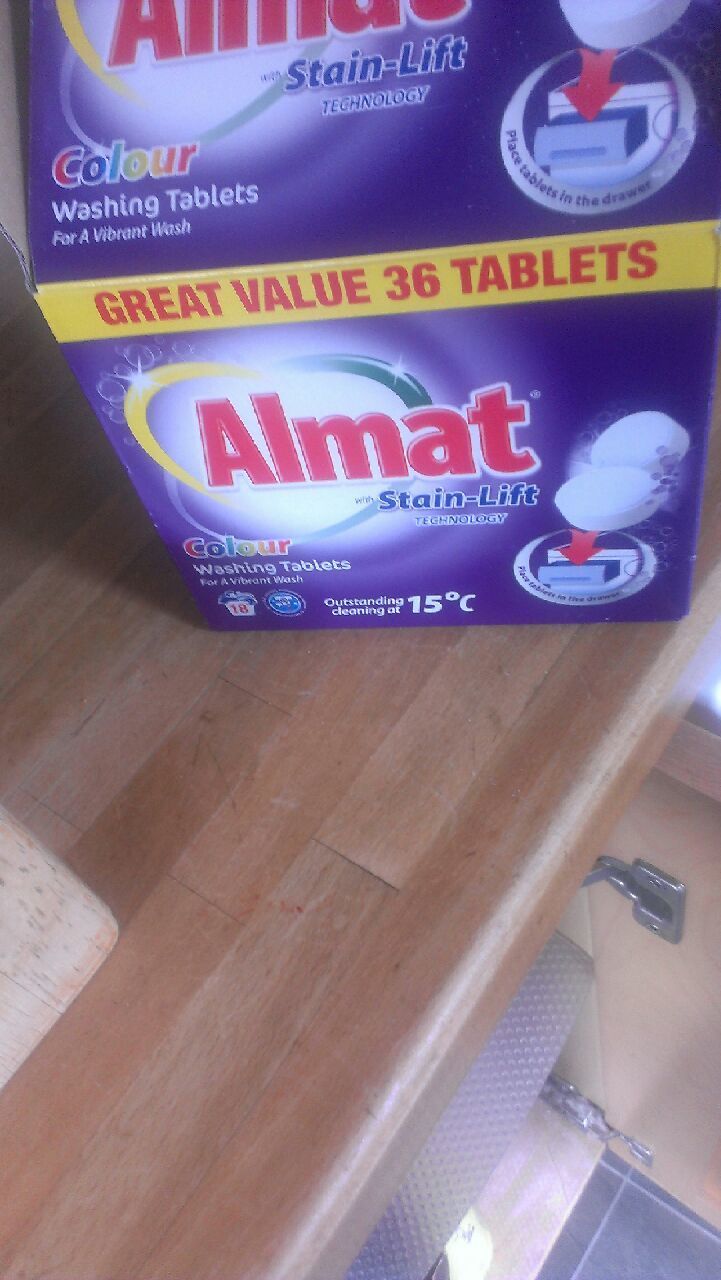 Almat
with Stain-Lift
TECHNOLOGY
Colour
Washing Tablets
For A Vibrant Wash
Place tablets in the drawer
GREAT VALUE 36 TABLETS
Almat®
with Stain-Lift
TECHNOLOGY
Colour
Washing Tablets
For A Vibrant Wash
Place tablets in the drawer
18
Outstanding
cleaning at 15°C